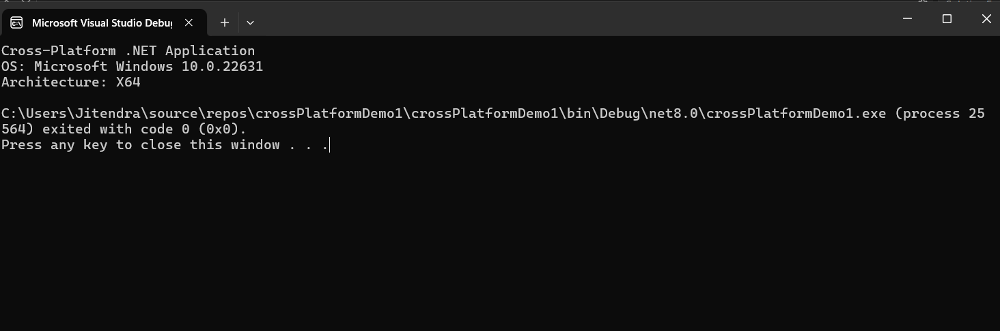 Microsoft Visual Studio Debu
Cross-Platform .NET Application
OS: Microsoft Windows 10.0.22631
Architecture: X64
C:\Users\Jitendra\source\repos\crossPlatformDemo1\crossPlatformDemo1\bin\Debug\net8.0\crossPlatformDemo1.exe (process 25
564) exited with code 0 (0x0).
Press any key to close this window . . .